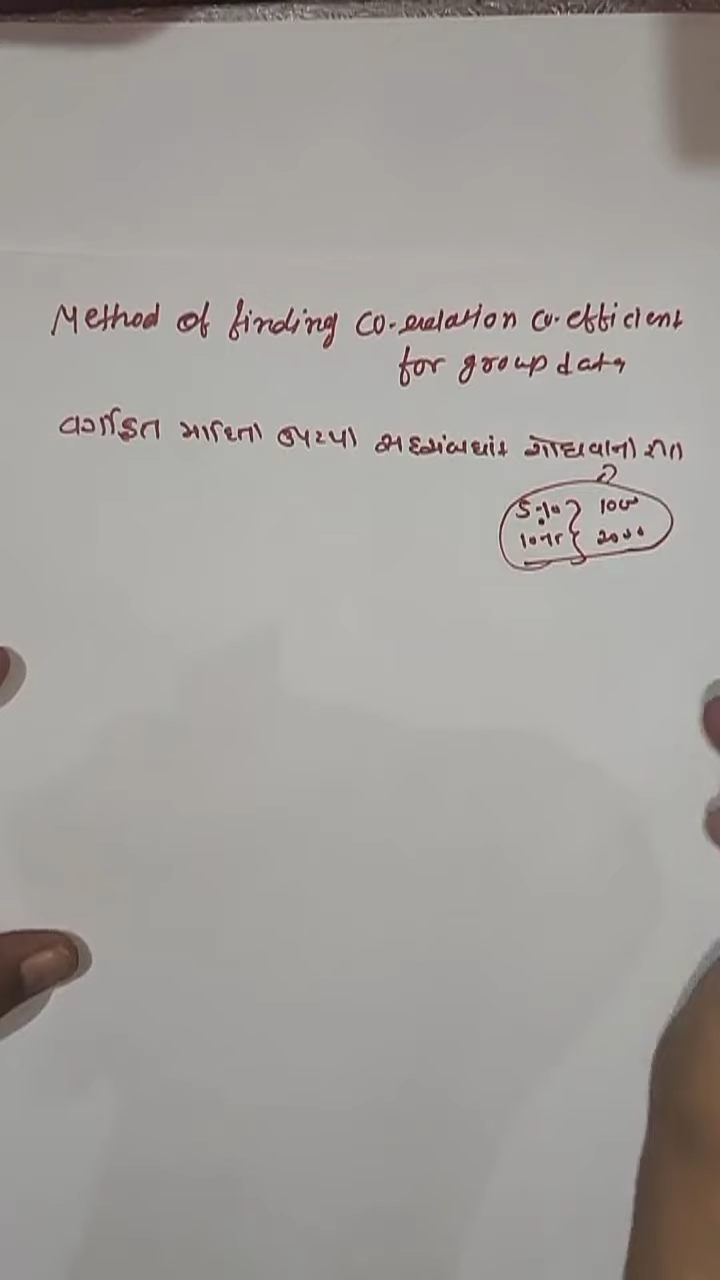 Method of finding co-relation co-efficient
for group data
વર્ગીકૃત માહિતી ઉપરથી સહસંબંધાંક શોધવાની રીત
5-10 } 100
10-15 } 2000